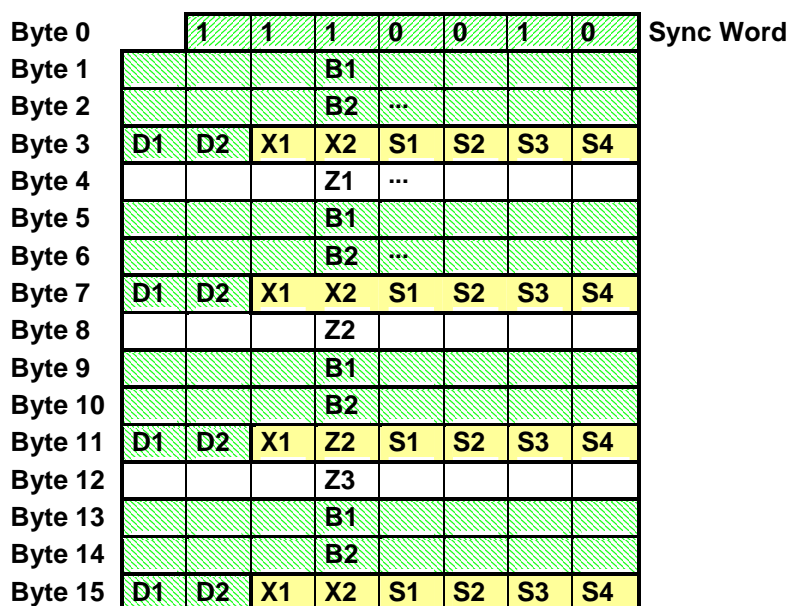 Byte 0 1 1 1 0 0 1 0 Sync Word
Byte 1 B1
Byte 2 B2 ...
Byte 3 D1 D2 X1 X2 S1 S2 S3 S4
Byte 4 Z1 ...
Byte 5 B1
Byte 6 B2 ...
Byte 7 D1 D2 X1 X2 S1 S2 S3 S4
Byte 8 Z2
Byte 9 B1
Byte 10 B2
Byte 11 D1 D2 X1 Z2 S1 S2 S3 S4
Byte 12 Z3
Byte 13 B1
Byte 14 B2
Byte 15 D1 D2 X1 X2 S1 S2 S3 S4